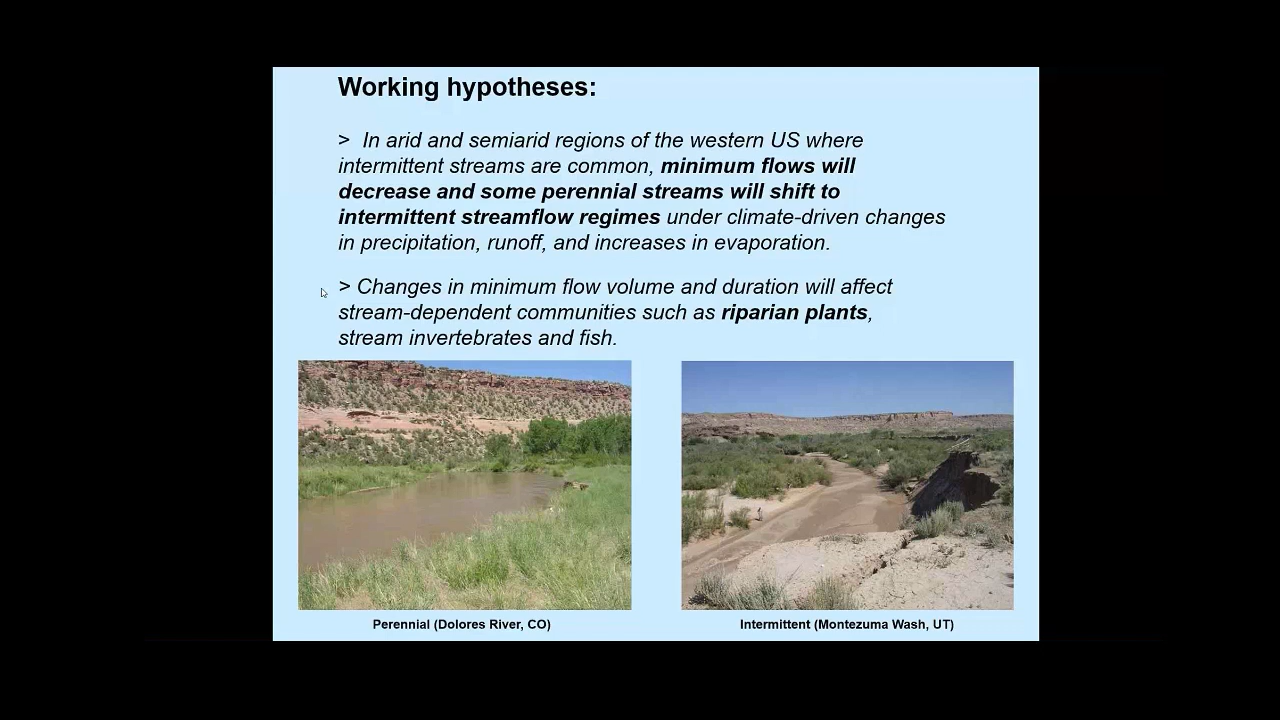 Working hypotheses:
> In arid and semiarid regions of the western US where
intermittent streams are common, minimum flows will
decrease and some perennial streams will shift to
intermittent streamflow regimes under climate-driven changes
in precipitation, runoff, and increases in evaporation.
> Changes in minimum flow volume and duration will affect
stream-dependent communities such as riparian plants,
stream invertebrates and fish.
Perennial (Dolores River, CO)
Intermittent (Montezuma Wash, UT)